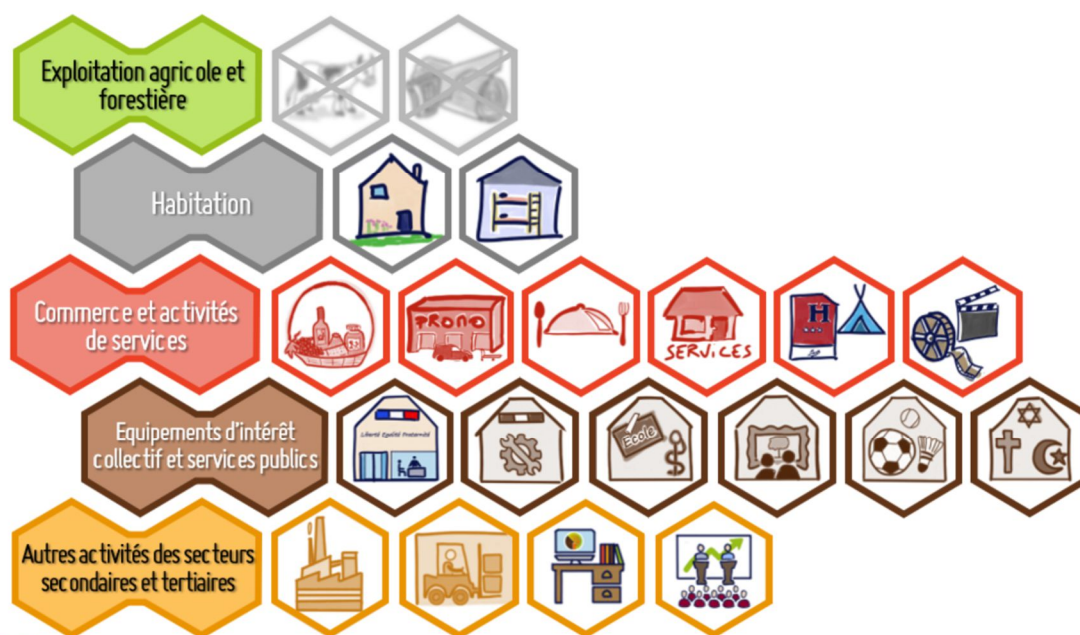 Exploitation agricole et
forestière
Habitation
Commerce et activités
de services
PROMO
SERViCES
H
Equipements d'intérêt
collectif et services publics
Liberté Egalité Fraternité
Ecole
Autres activités des secteurs
secondaires et tertiaires